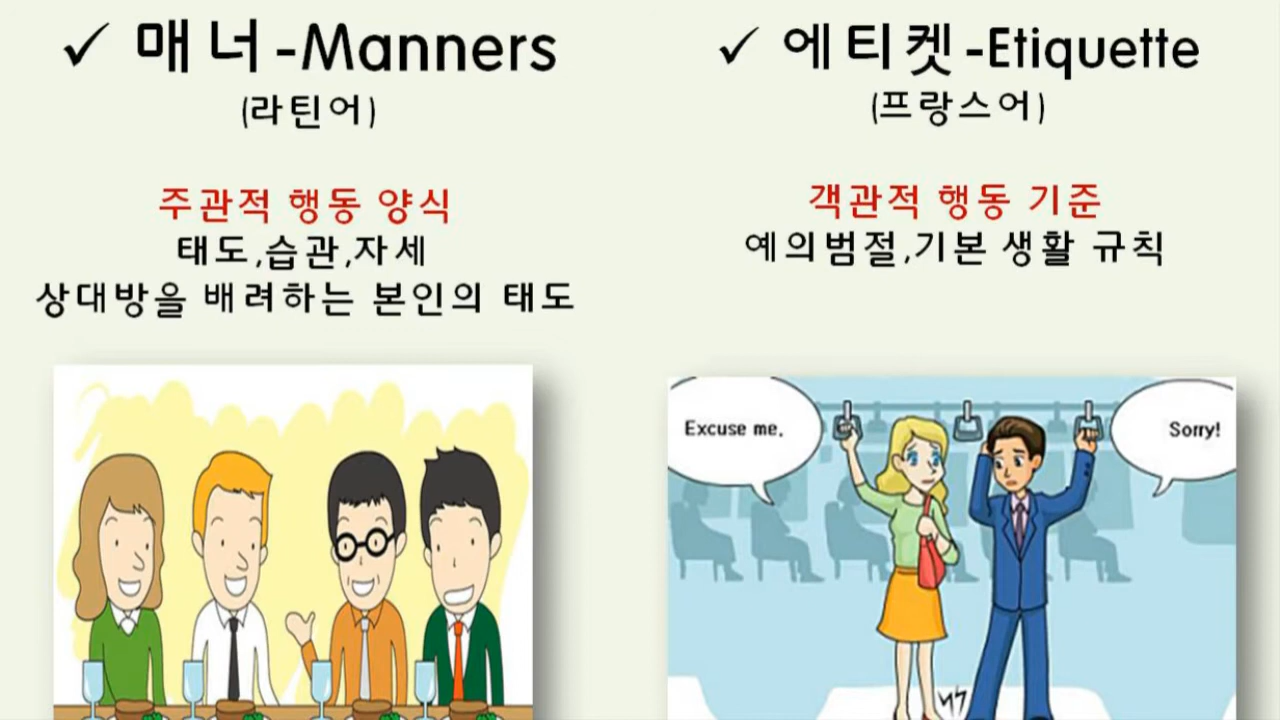 ✓ 매너-Manners
(라틴어)
주관적 행동 양식
태도,습관,자세
상대방을 배려하는 본인의 태도
✓ 에티켓-Etiquette
(프랑스어)
객관적 행동 기준
예의범절,기본 생활 규칙
Excuse me.
Sorry!